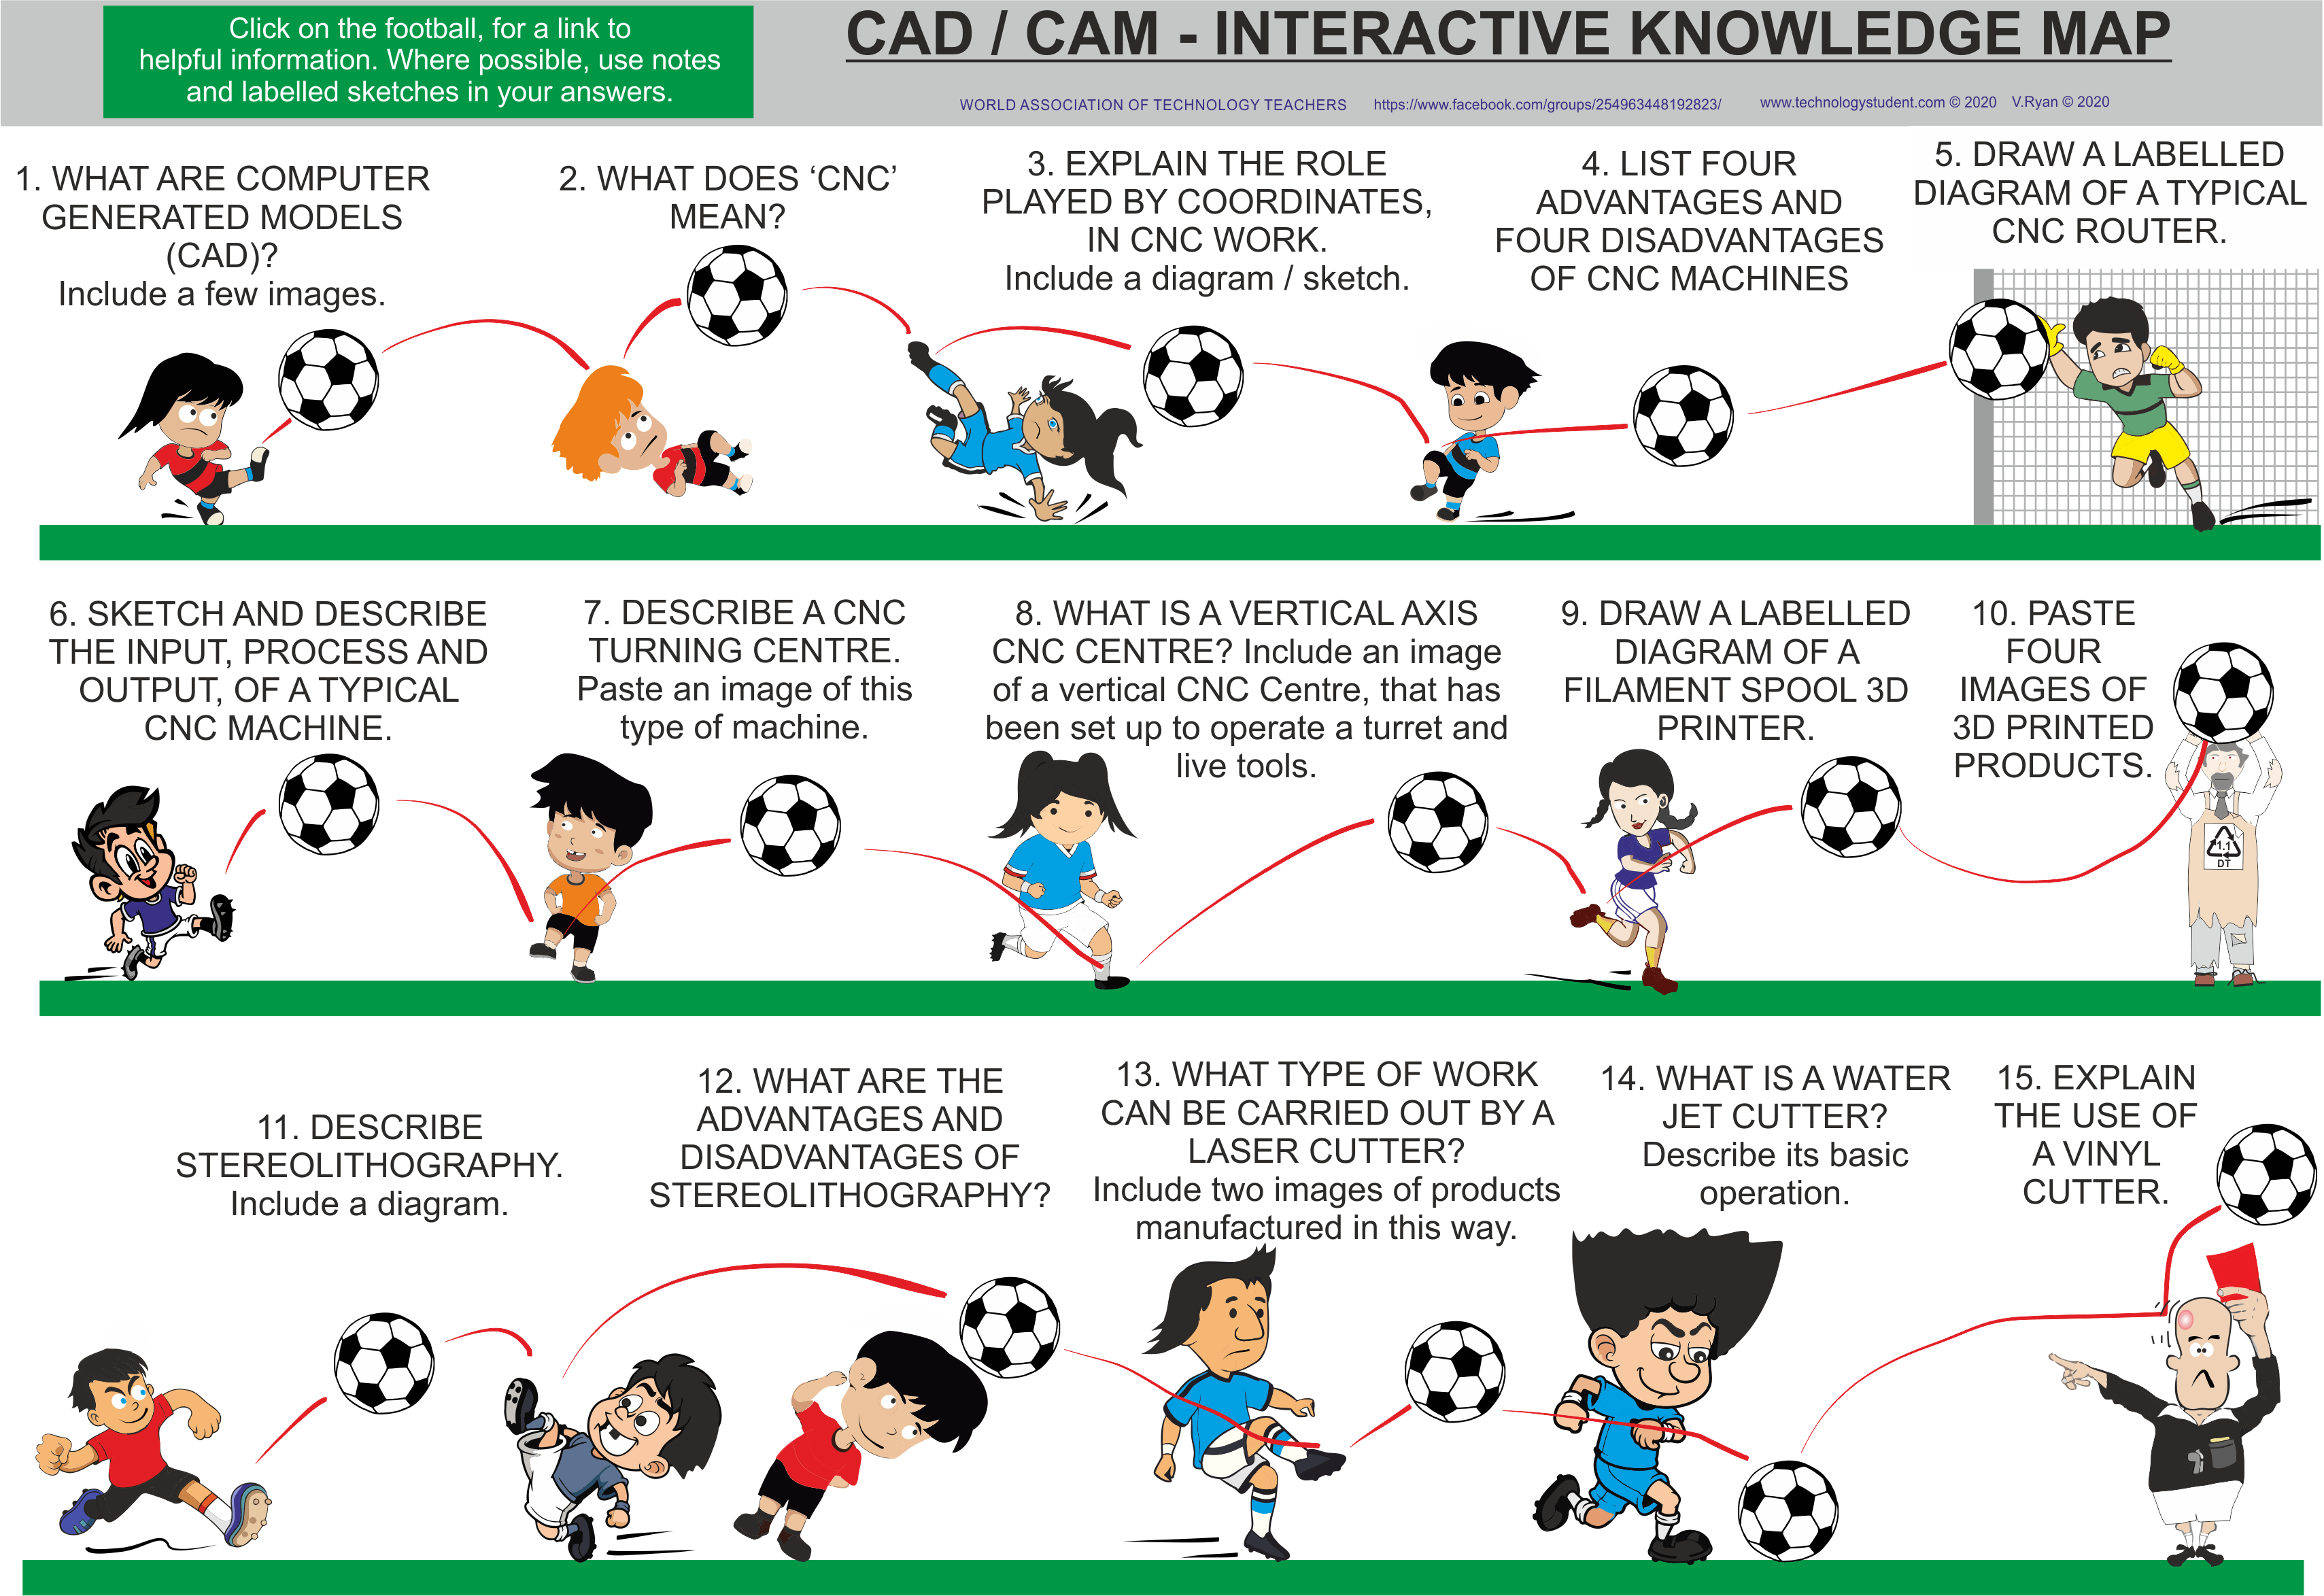 Click on the football, for a link to
helpful information. Where possible, use notes
and labelled sketches in your answers.
CAD / CAM - INTERACTIVE KNOWLEDGE MAP
WORLD ASSOCIATION OF TECHNOLOGY TEACHERS https://www.facebook.com/groups/254963448192823/ www.technologystudent.com © 2020 V.Ryan © 2020
1. WHAT ARE COMPUTER
GENERATED MODELS
(CAD)?
Include a few images.
2. WHAT DOES ‘CNC’
MEAN?
3. EXPLAIN THE ROLE
PLAYED BY COORDINATES,
IN CNC WORK.
Include a diagram / sketch.
4. LIST FOUR
ADVANTAGES AND
FOUR DISADVANTAGES
OF CNC MACHINES
5. DRAW A LABELLED
DIAGRAM OF A TYPICAL
CNC ROUTER.
6. SKETCH AND DESCRIBE
THE INPUT, PROCESS AND
OUTPUT, OF A TYPICAL
CNC MACHINE.
7. DESCRIBE A CNC
TURNING CENTRE.
Paste an image of this
type of machine.
8. WHAT IS A VERTICAL AXIS
CNC CENTRE? Include an image
of a vertical CNC Centre, that has
been set up to operate a turret and
live tools.
9. DRAW A LABELLED
DIAGRAM OF A
FILAMENT SPOOL 3D
PRINTER.
10. PASTE
FOUR
IMAGES OF
3D PRINTED
PRODUCTS.
1.1
DT
11. DESCRIBE
STEREOLITHOGRAPHY.
Include a diagram.
12. WHAT ARE THE
ADVANTAGES AND
DISADVANTAGES OF
STEREOLITHOGRAPHY?
13. WHAT TYPE OF WORK
CAN BE CARRIED OUT BY A
LASER CUTTER?
Include two images of products
manufactured in this way.
14. WHAT IS A WATER
JET CUTTER?
Describe its basic
operation.
15. EXPLAIN
THE USE OF
A VINYL
CUTTER.